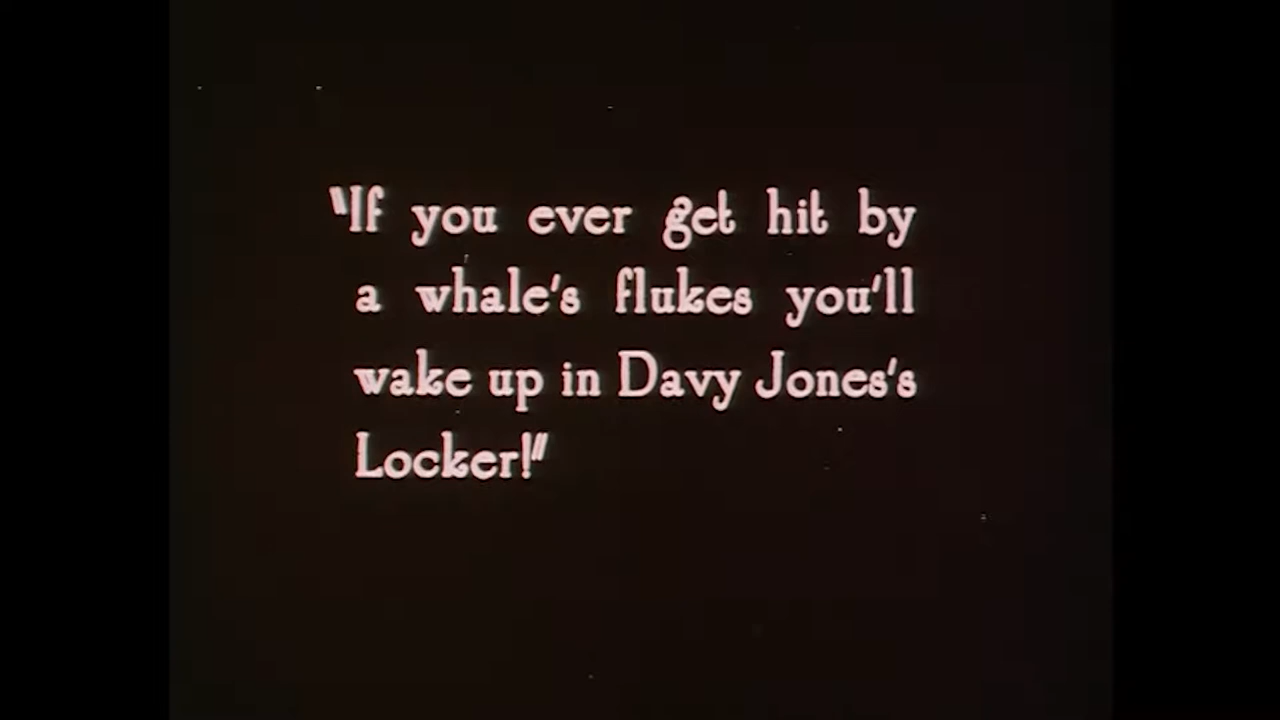 "If you ever get hit by
a whale's flukes you'll
wake up in Davy Jones's
Locker!"